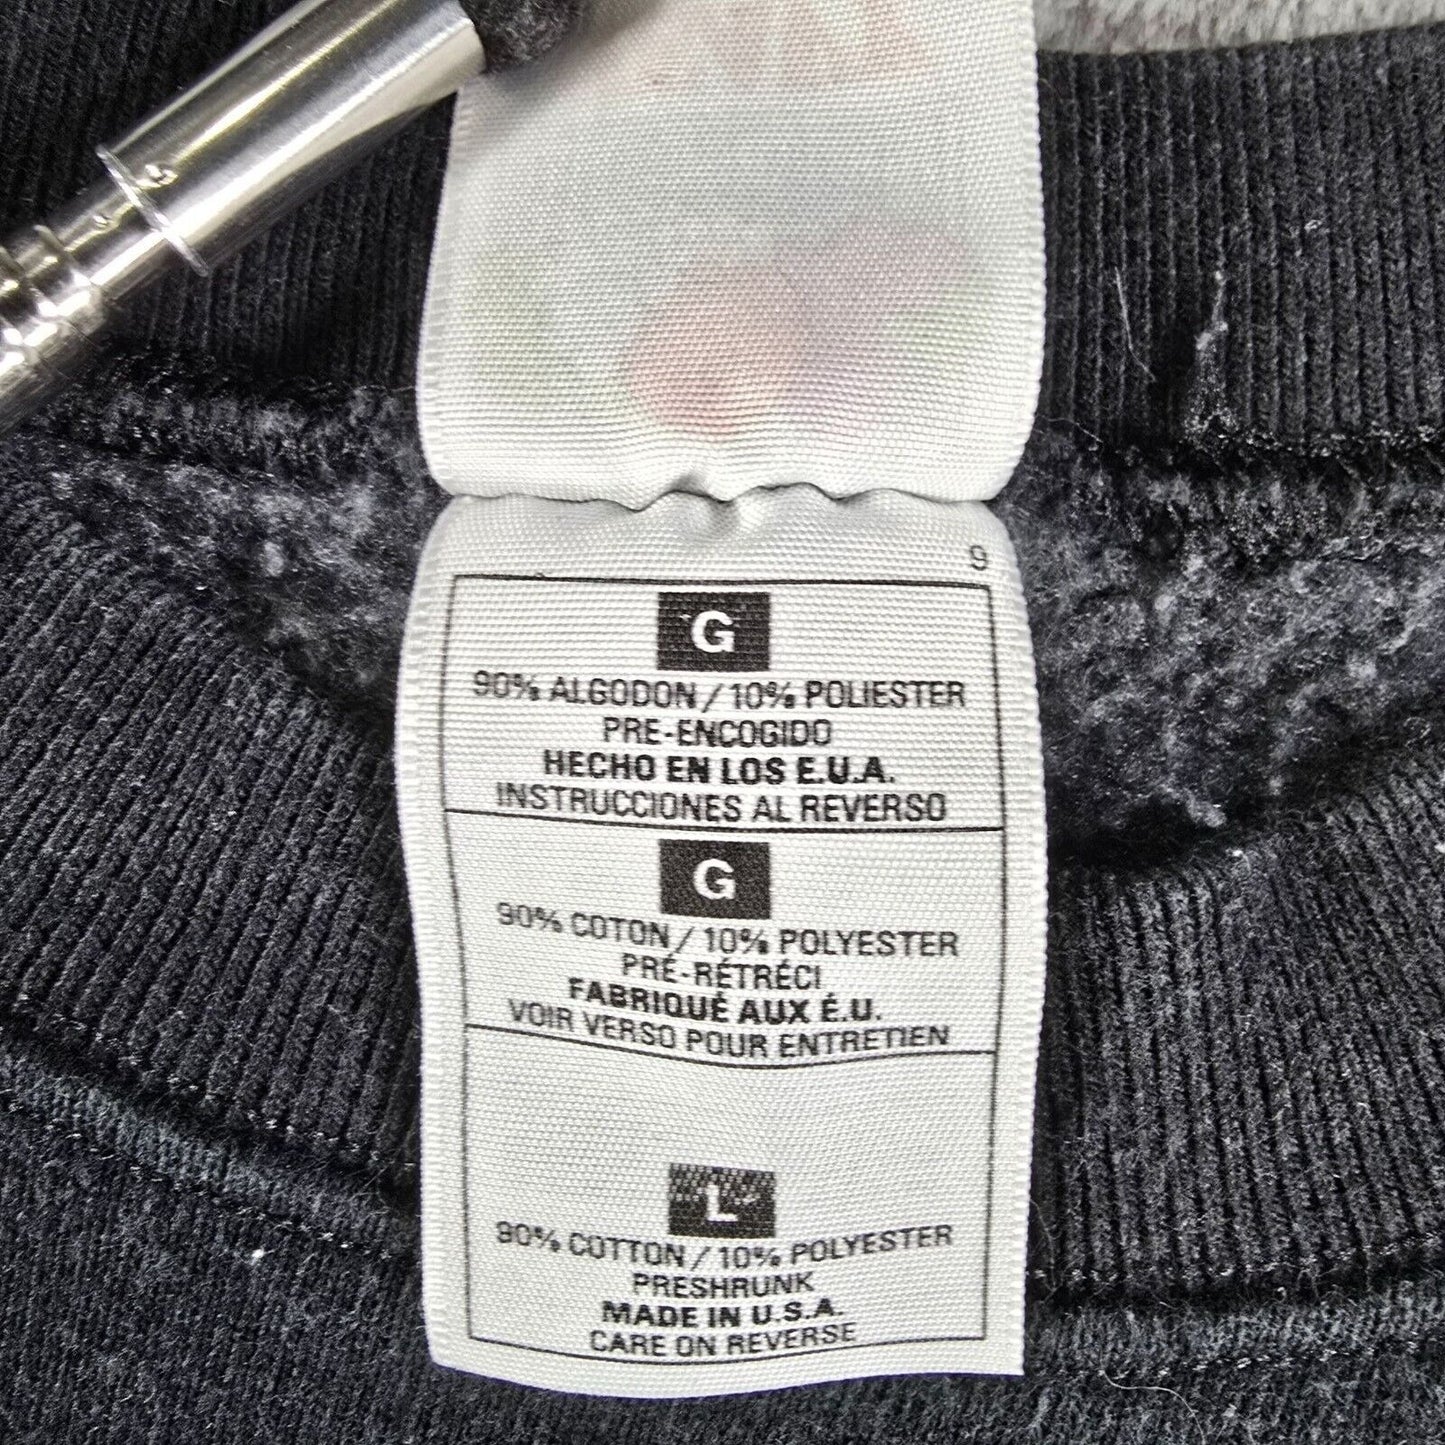 9
G
90% ALGODON / 10% POLIESTER
PRE-ENCOGIDO
HECHO EN LOS E.U.A.
INSTRUCCIONES AL REVERSO
G
90% COTON / 10% POLYESTER
PRÉ-RÉTRÉCI
FABRIQUÉ AUX É.U.
VOIR VERSO POUR ENTRETIEN
L
90% COTTON / 10% POLYESTER
PRESHRUNK
MADE IN U.S.A.
CARE ON REVERSE